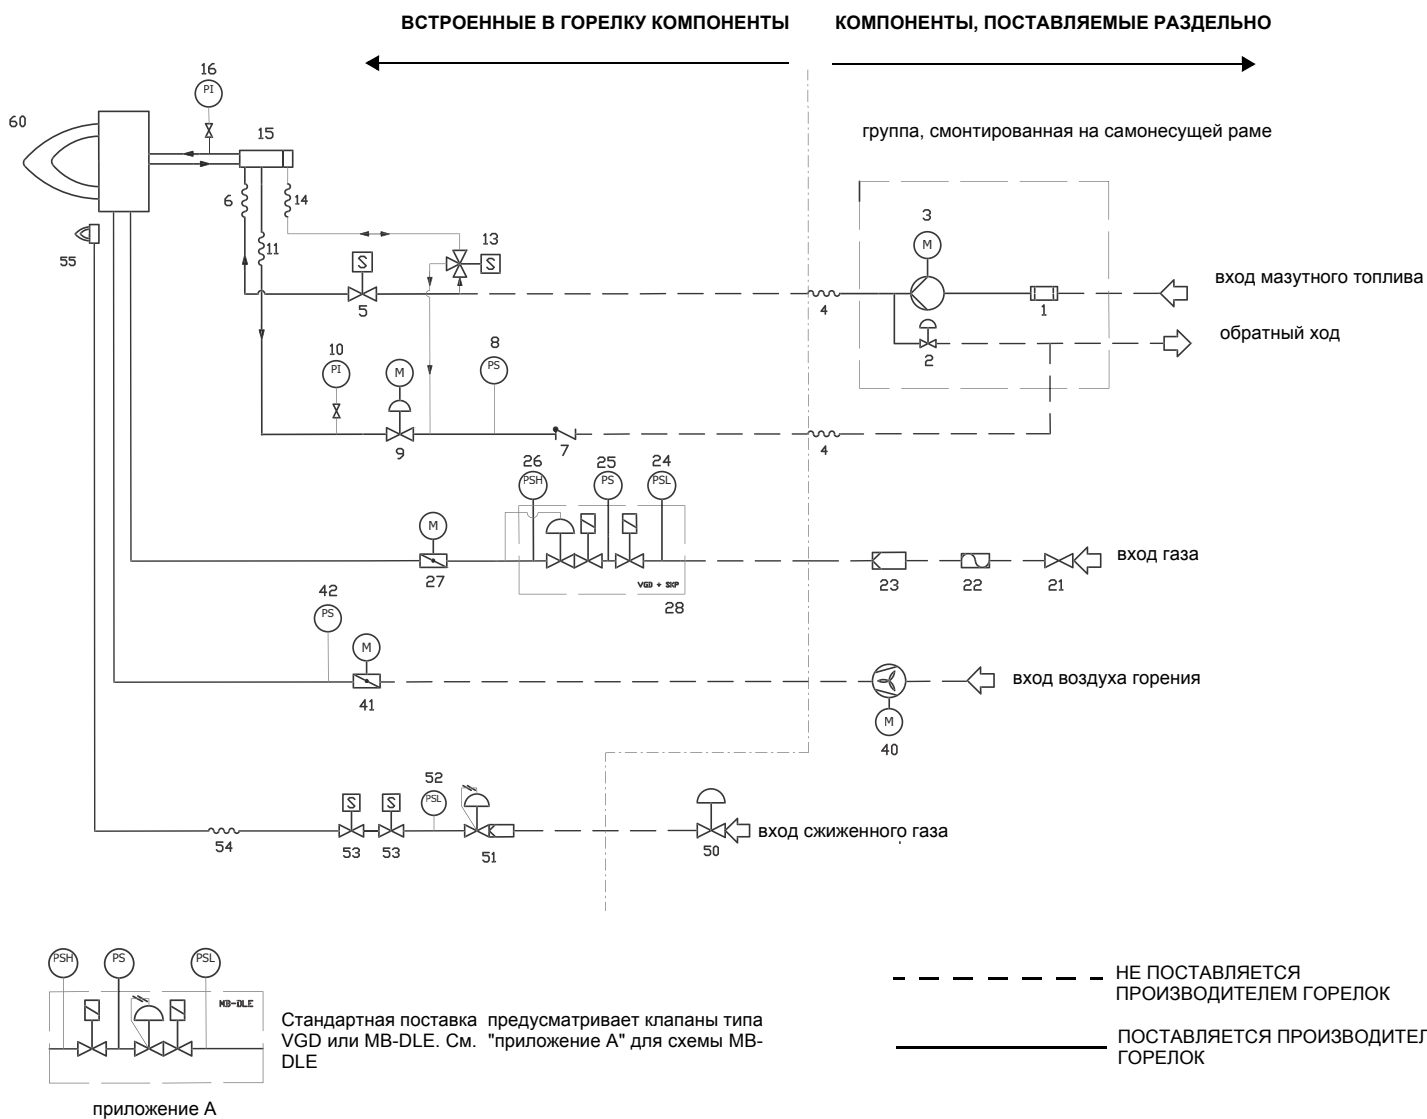 ВСТРОЕННЫЕ В ГОРЕЛКУ КОМПОНЕНТЫ
КОМПОНЕНТЫ, ПОСТАВЛЯЕМЫЕ РАЗДЕЛЬНО
16
PI
60
15
группа, смонтированная на самонесущей раме
6
14
3
M
11
13
S
S
55
5
4
1
вход мазутного топлива
2
обратный ход
10
PI
M
8
PS
9
7
4
26
25
24
PSH
PS
PSL
M
27
VGD + SKP
28
23
22
21
вход газа
42
PS
M
41
M
40
вход воздуха горения
S
S
52
PSL
54
53
53
51
50
вход сжиженного газа
PSH
PS
PSL
MB-DLE
Стандартная поставка предусматривает клапаны типа
VGD или MB-DLE. См. "приложение А" для схемы MB-
DLE
приложение А
НЕ ПОСТАВЛЯЕТСЯ
ПРОИЗВОДИТЕЛЕМ ГОРЕЛОК
ПОСТАВЛЯЕТСЯ ПРОИЗВОДИТЕЛ
ГОРЕЛОК